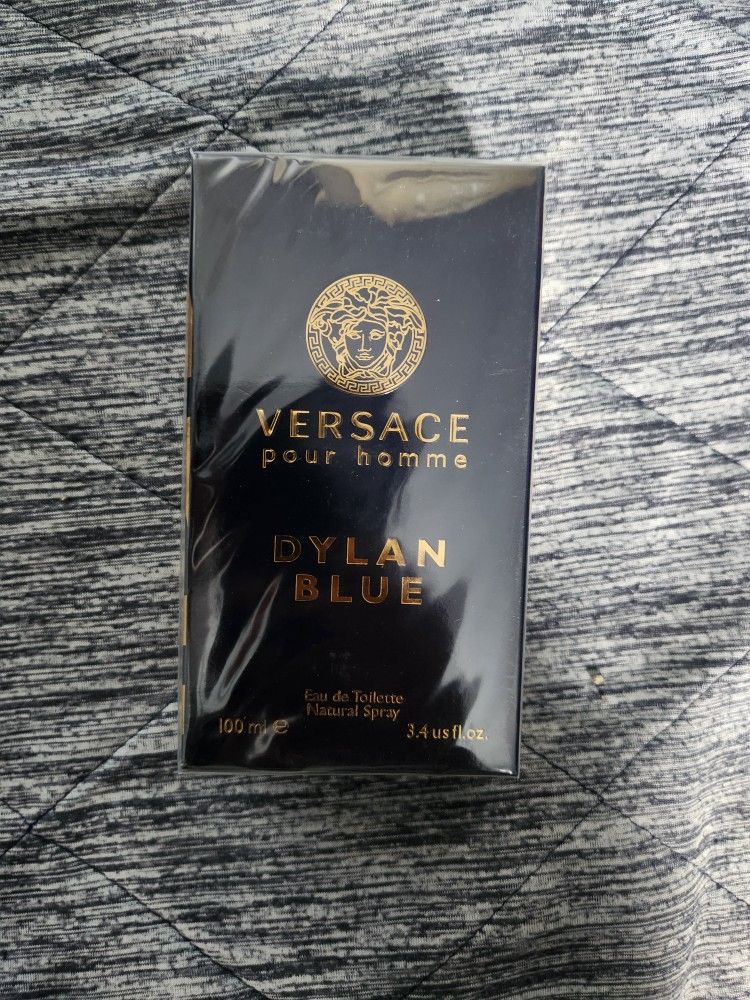 VERSACE
pour homme
DYLAN
BLUE
Eau de Toilette
Natural Spray
100 ml ℮
3.4 us fl.oz.